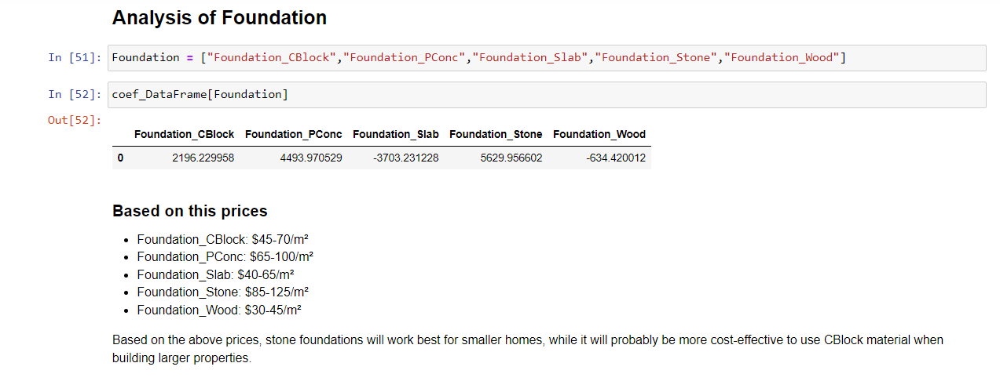 Analysis of Foundation
In [51]: Foundation = ["Foundation_CBlock","Foundation_PConc","Foundation_Slab","Foundation_Stone","Foundation_Wood"]
In [52]: coef_DataFrame[Foundation]
Out[52]:
Foundation_CBlock Foundation_PConc Foundation_Slab Foundation_Stone Foundation_Wood
0 2196.229958 4493.970529 -3703.231228 5629.956602 -634.420012
Based on this prices
• Foundation_CBlock: $45-70/m²
• Foundation_PConc: $65-100/m²
• Foundation_Slab: $40-65/m²
• Foundation_Stone: $85-125/m²
• Foundation_Wood: $30-45/m²
Based on the above prices, stone foundations will work best for smaller homes, while it will probably be more cost-effective to use CBlock material when
building larger properties.